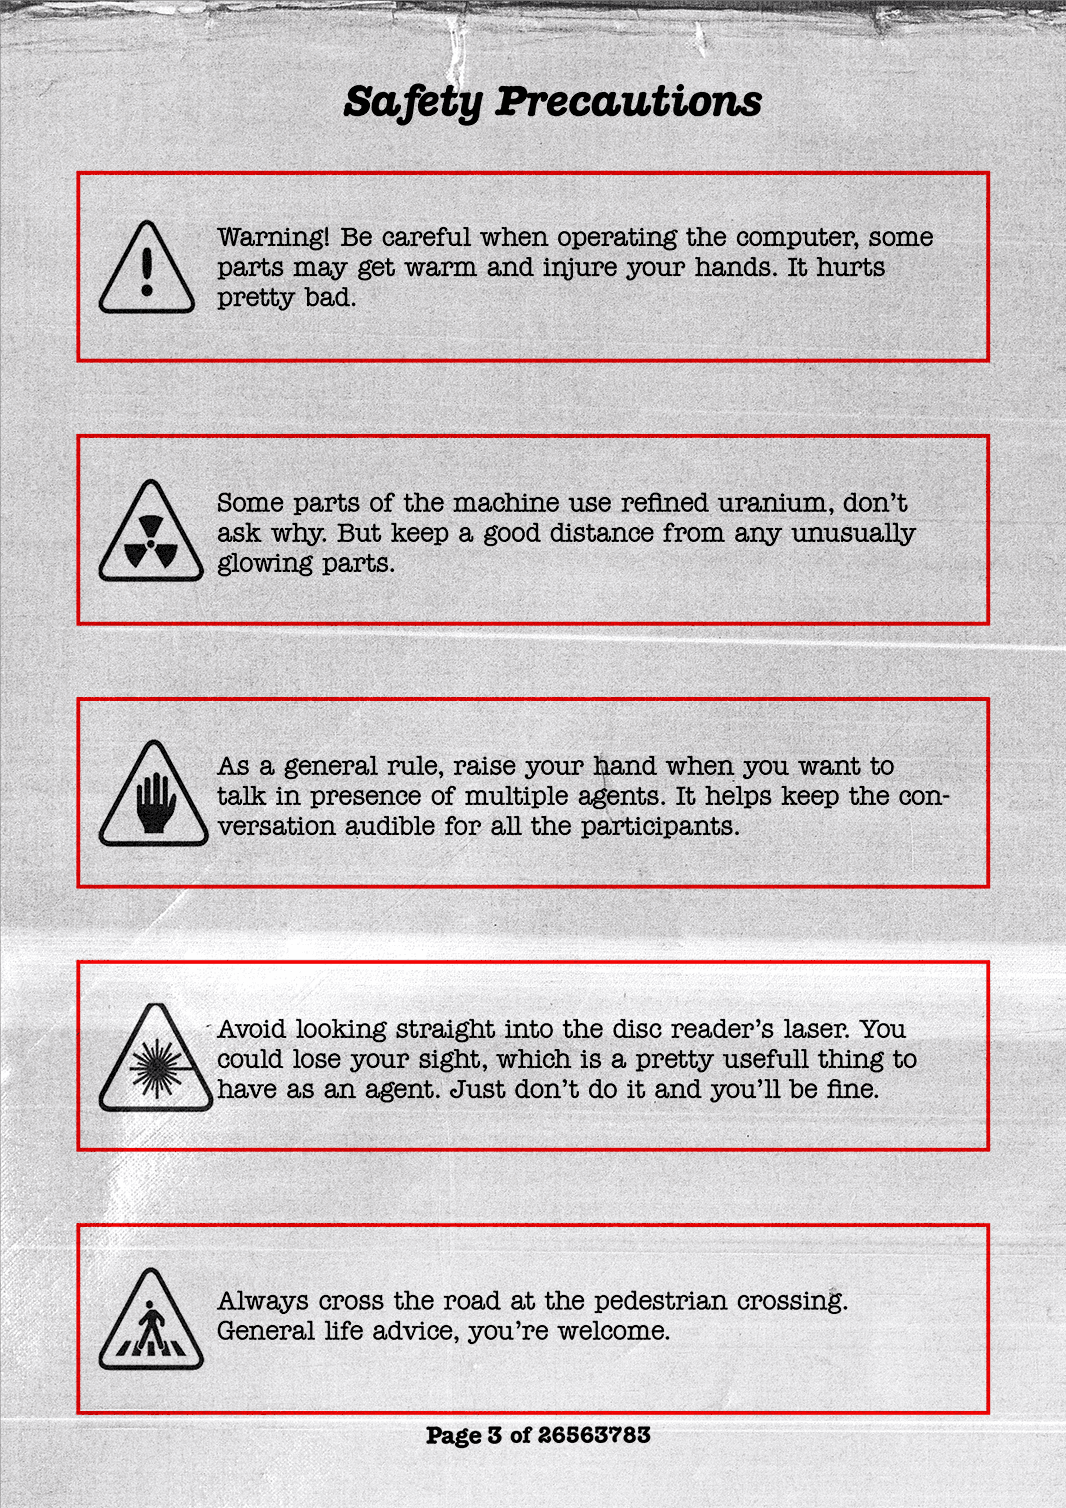 Safety Precautions
Warning! Be careful when operating the computer, some
parts may get warm and injure your hands. It hurts
pretty bad.
Some parts of the machine use refined uranium, don't
ask why. But keep a good distance from any unusually
glowing parts.
As a general rule, raise your hand when you want to
talk in presence of multiple agents. It helps keep the con-
versation audible for all the participants.
Avoid looking straight into the disc reader's laser. You
could lose your sight, which is a pretty usefull thing to
have as an agent. Just don't do it and you'll be fine.
Always cross the road at the pedestrian crossing.
General life advice, you're welcome.
Page 3 of 26563783